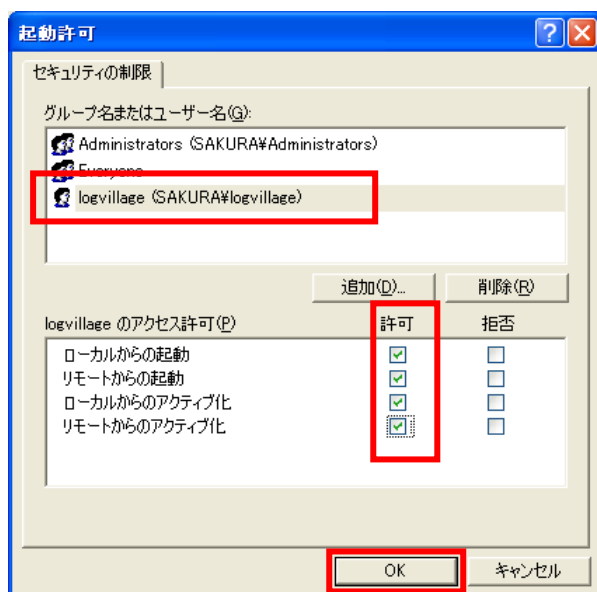 起動許可
セキュリティの制限
グループ名またはユーザー名(G):
Administrators (SAKURA¥Administrators)
Everyone
logvillage (SAKURA¥logvillage)
追加(D)... 削除(R)
logvillage のアクセス許可(P) 許可 拒否
ローカルからの起動
リモートからの起動
ローカルからのアクティブ化
リモートからのアクティブ化
OK キャンセル